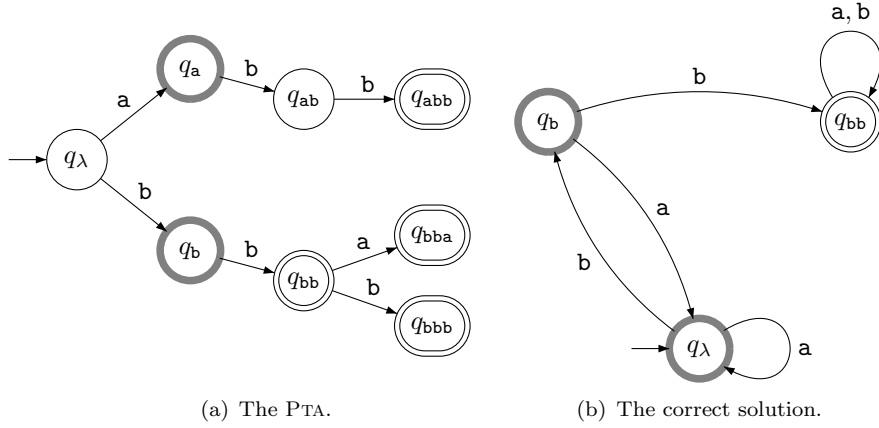 q_a
b
q_ab
b
q_abb
a
q_λ
b
q_b
b
q_bb
a
q_bba
b
q_bbb
(a) The PTA.
a, b
q_b
b
q_bb
a
b
q_λ
a
(b) The correct solution.